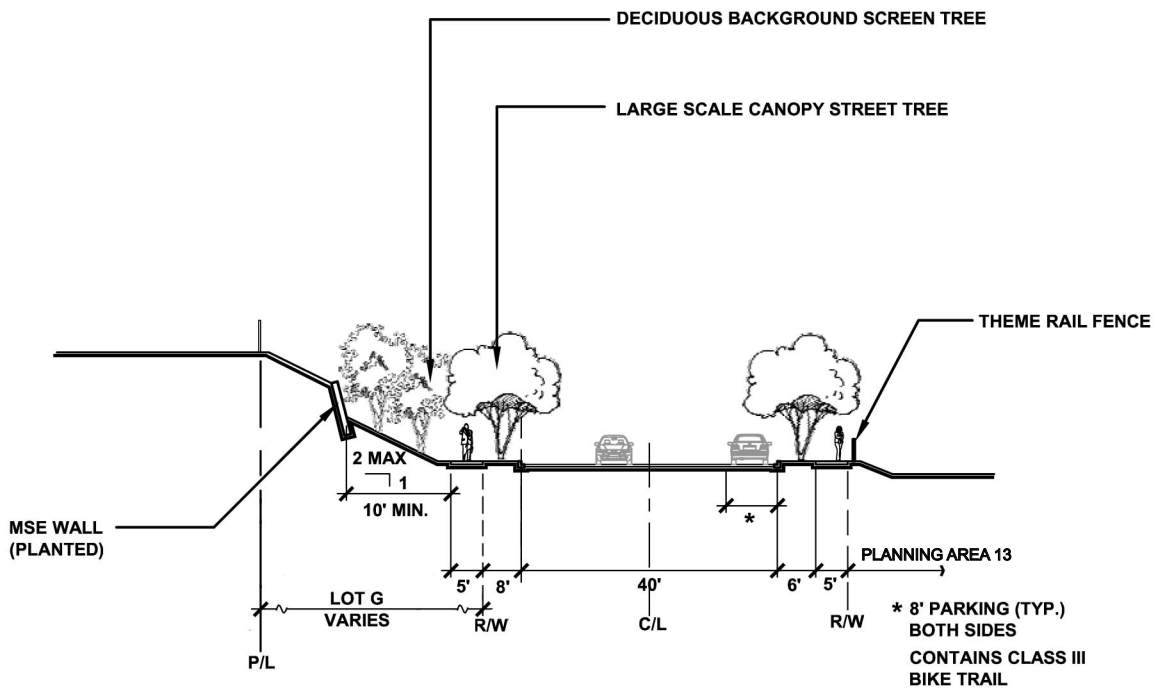 DECIDUOUS BACKGROUND SCREEN TREE
LARGE SCALE CANOPY STREET TREE
THEME RAIL FENCE
2 MAX
1
10' MIN.
MSE WALL
(PLANTED)
*
PLANNING AREA 13
5' 8' 40' 6' 5'
LOT G
VARIES
R/W
C/L
R/W
P/L
* 8' PARKING (TYP.)
BOTH SIDES
CONTAINS CLASS III
BIKE TRAIL